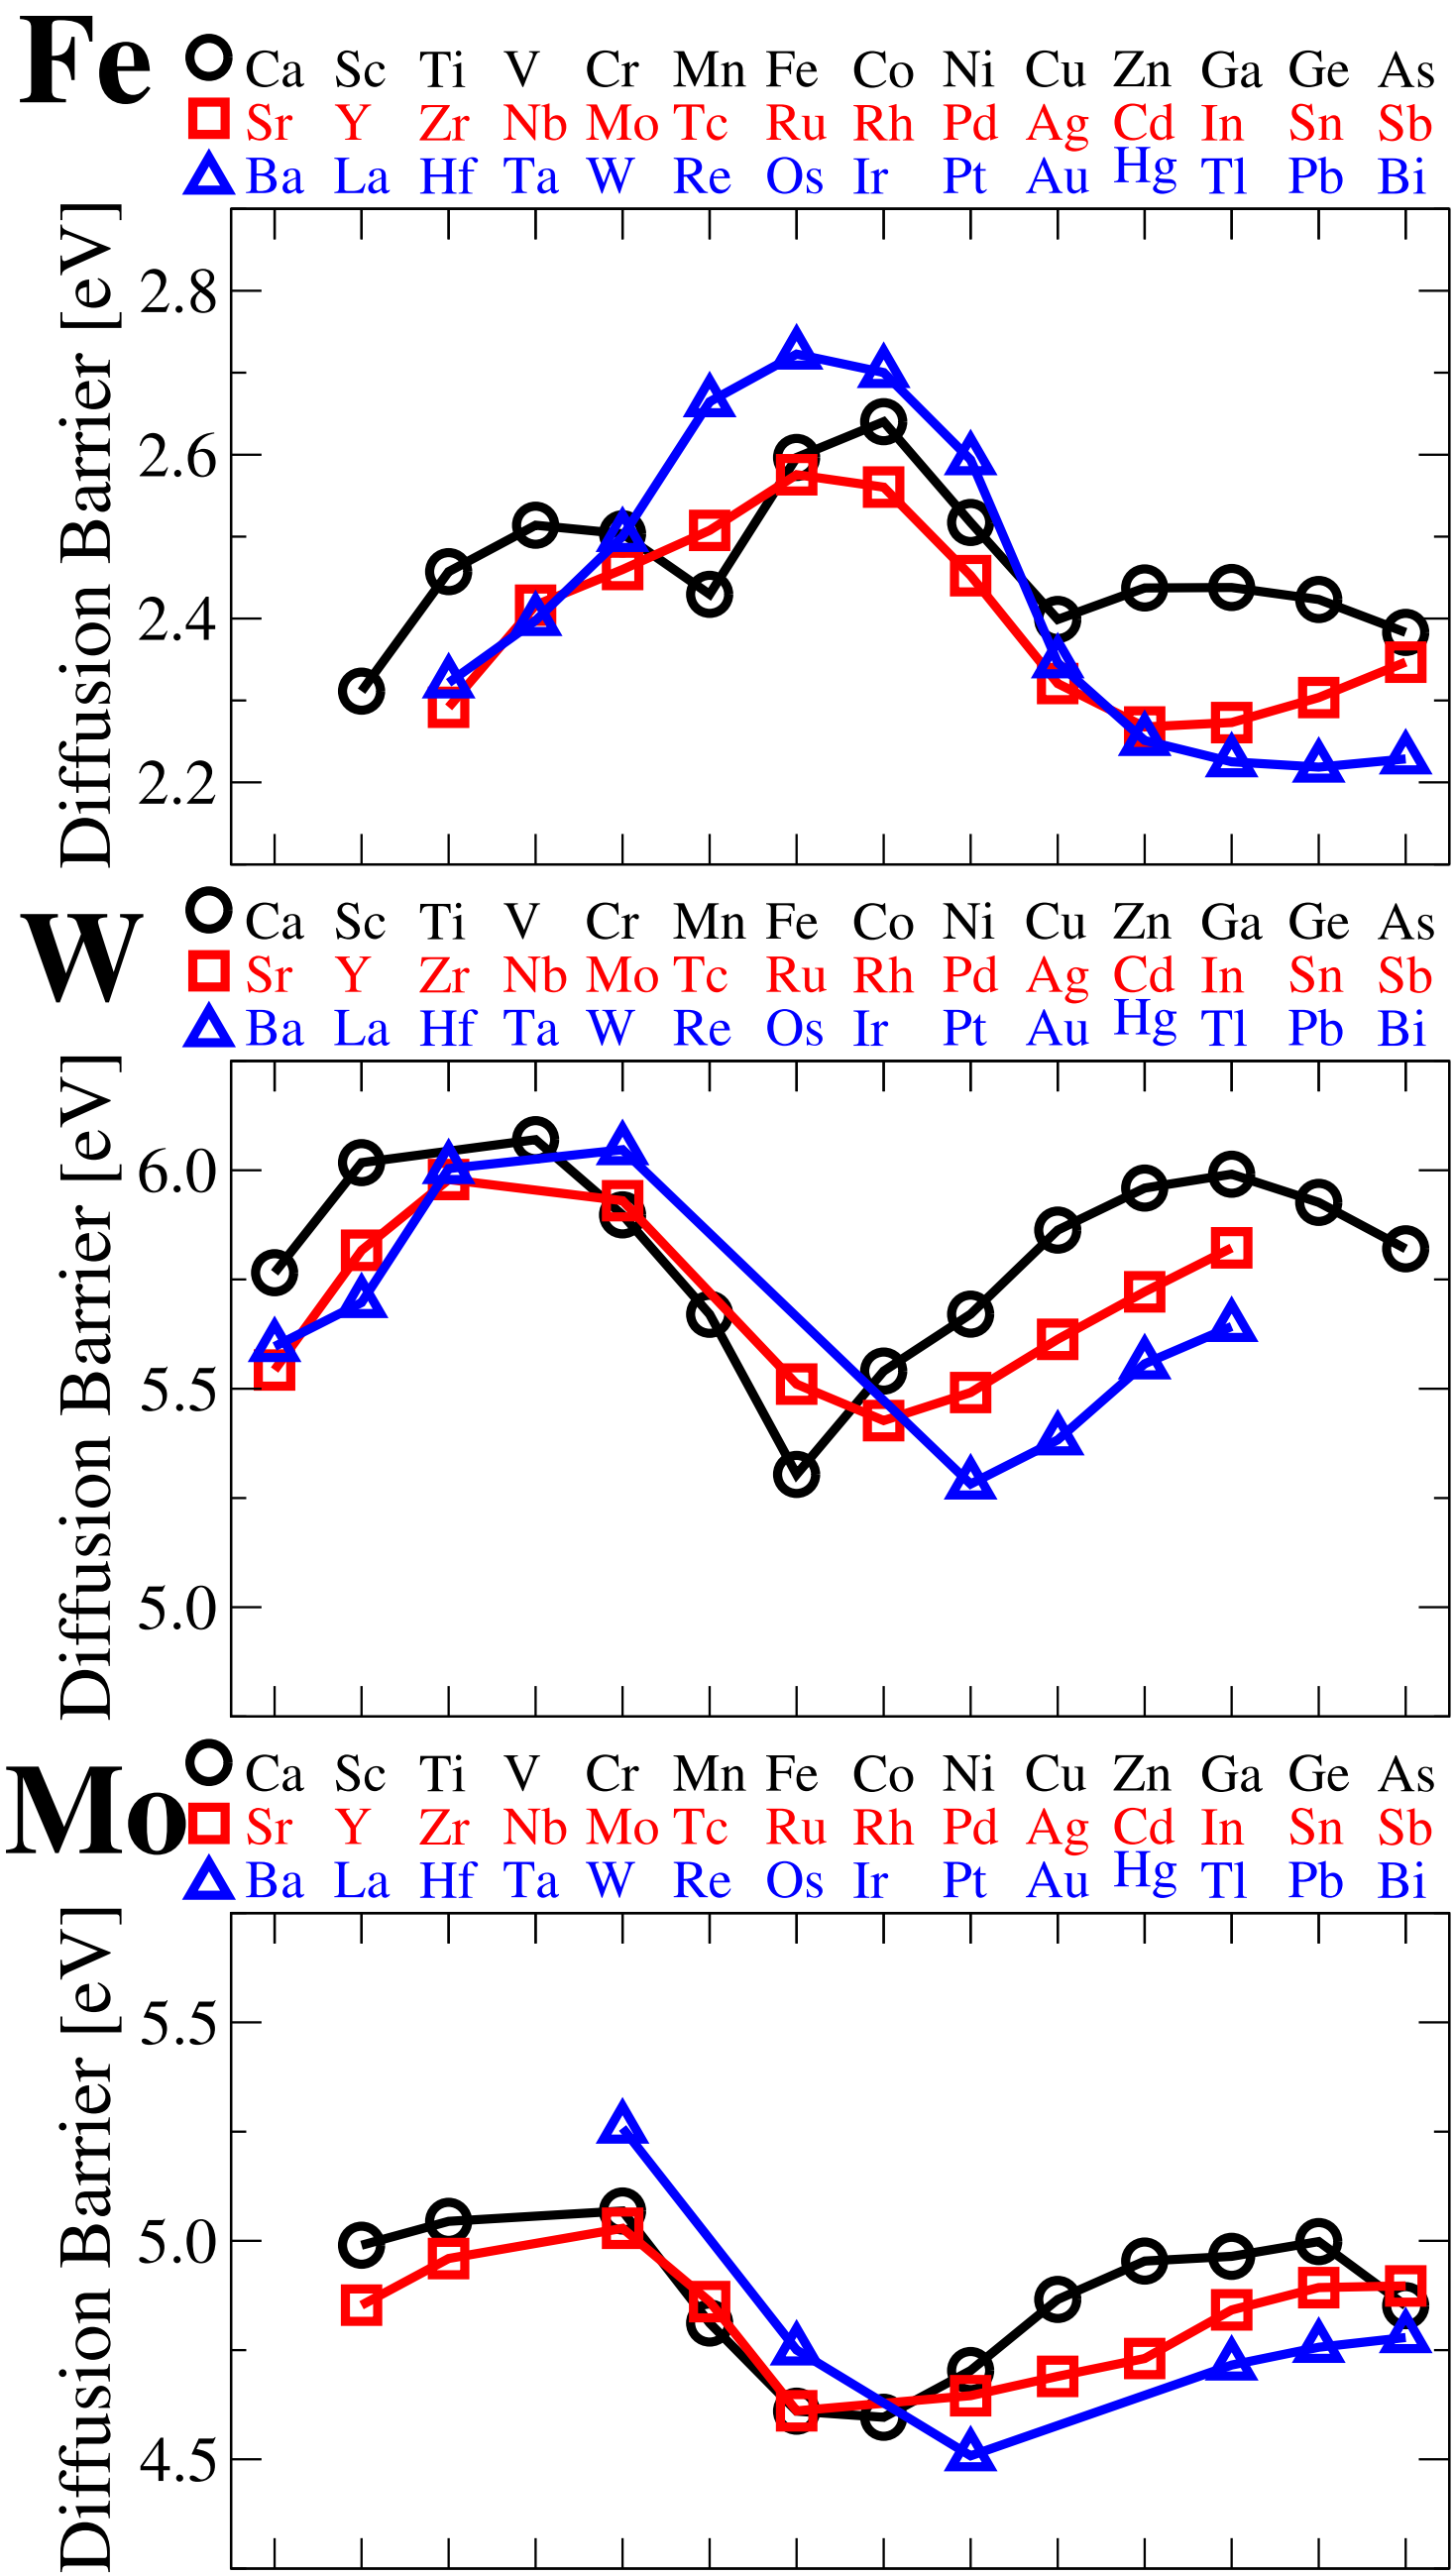 Fe
Ca Sc Ti V Cr Mn Fe Co Ni Cu Zn Ga Ge As
Sr Y Zr Nb Mo Tc Ru Rh Pd Ag Cd In Sn Sb
Ba La Hf Ta W Re Os Ir Pt Au Hg Tl Pb Bi
Diffusion Barrier [eV]
2.8
2.6
2.4
2.2
W
Ca Sc Ti V Cr Mn Fe Co Ni Cu Zn Ga Ge As
Sr Y Zr Nb Mo Tc Ru Rh Pd Ag Cd In Sn Sb
Ba La Hf Ta W Re Os Ir Pt Au Hg Tl Pb Bi
Diffusion Barrier [eV]
6.0
5.5
5.0
Mo
Ca Sc Ti V Cr Mn Fe Co Ni Cu Zn Ga Ge As
Sr Y Zr Nb Mo Tc Ru Rh Pd Ag Cd In Sn Sb
Ba La Hf Ta W Re Os Ir Pt Au Hg Tl Pb Bi
Diffusion Barrier [eV]
5.5
5.0
4.5